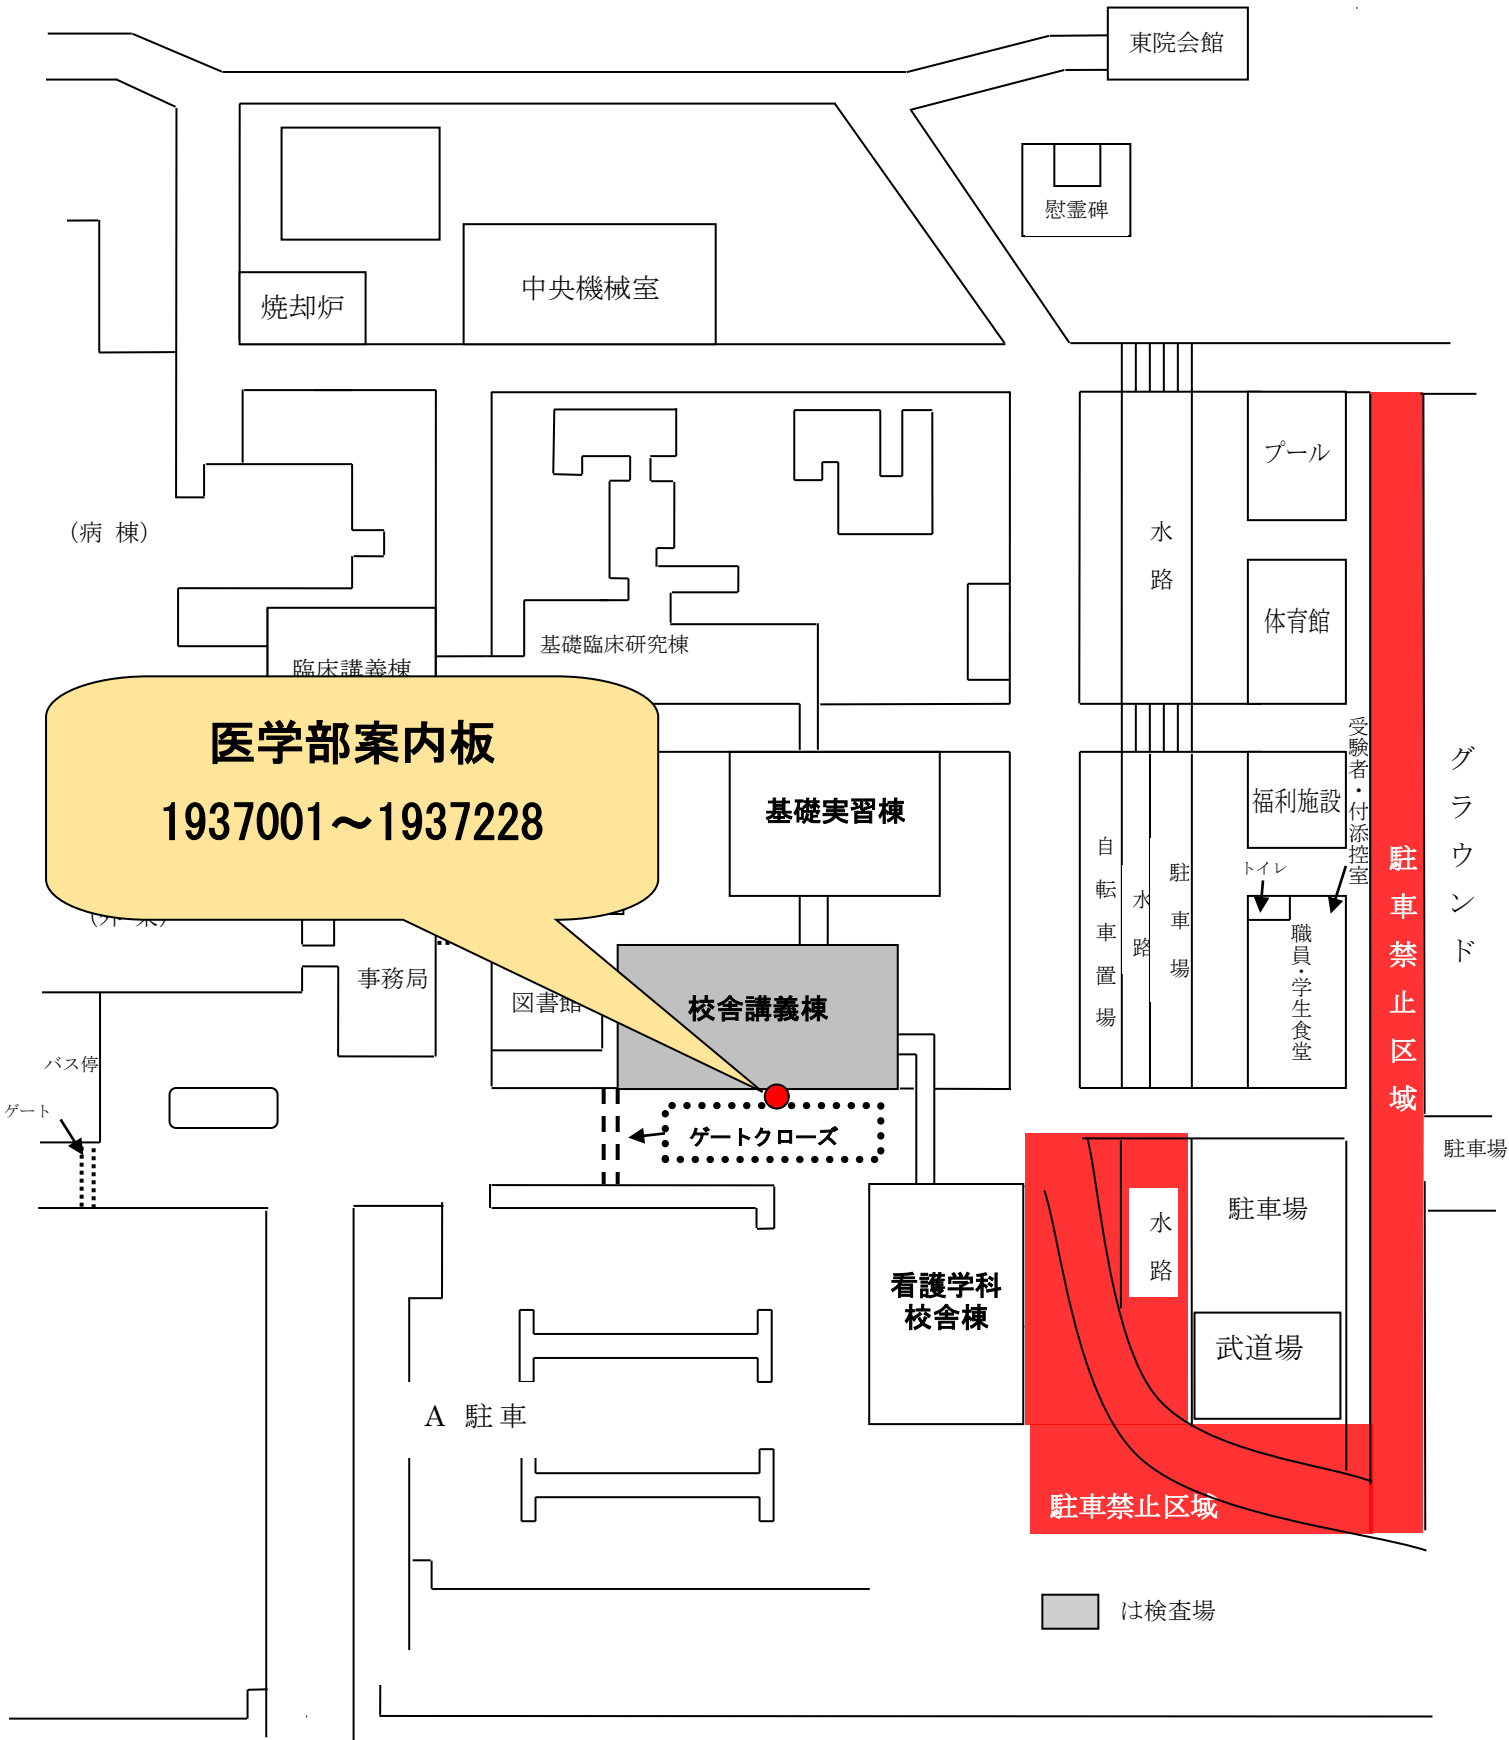 東院会館
慰霊碑
中央機械室
焼却炉
プール
(病 棟)
水路
体育館
基礎臨床研究棟
臨床講義棟
医学部案内板
1937001～1937228
基礎実習棟
福利施設
受験者・付添控室
グラウンド
自転車置場
水路
駐車場
トイレ
職員・学生食堂
駐車禁止区域
事務局
図書館
校舎講義棟
バス停
ゲート
ゲートクローズ
駐車場
水路
駐車場
看護学科
校舎棟
武道場
A 駐車
駐車禁止区域
は検査場